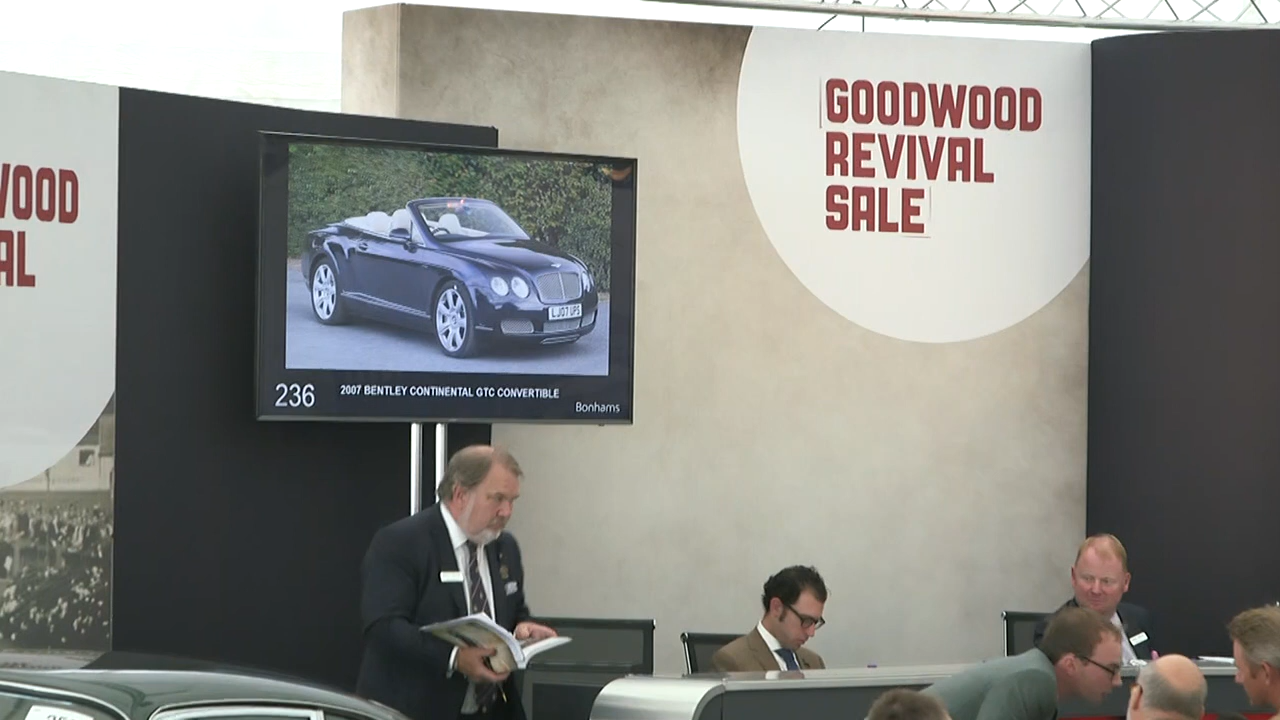 GOODWOOD
REVIVAL
SALE
WOOD
AL
LJ07 UPS
236
2007 BENTLEY CONTINENTAL GTC CONVERTIBLE
Bonhams